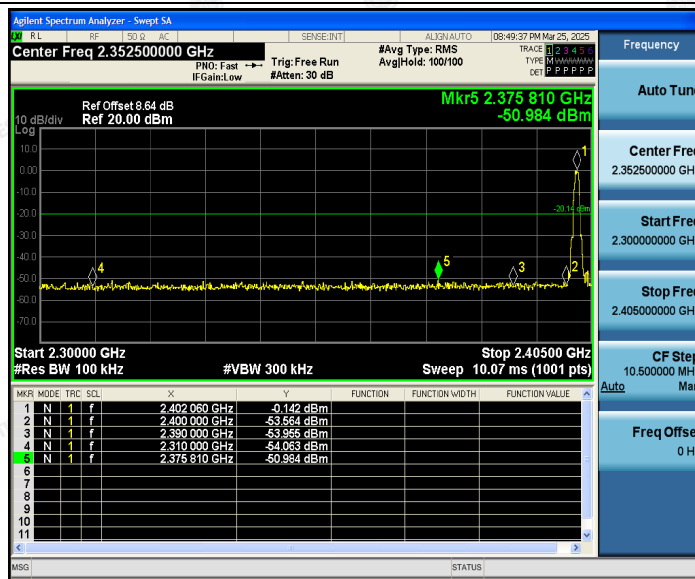 Agilent Spectrum Analyzer - Swept SA
RL RF 50 Ω AC SENSE:INT ALIGN AUTO 08:49:37 PM Mar 25, 2025
Center Freq 2.352500000 GHz
PNO: Fast
IFGain:Low
Trig: Free Run
#Atten: 30 dB
#Avg Type: RMS
Avg|Hold: 100/100
TRACE 1 2 3 4 5 6
TYPE M WWWWW
DET P P P P P P
Ref Offset 8.64 dB
Ref 20.00 dBm
10 dB/div
Log
Mkr5 2.375 810 GHz
-50.984 dBm
10.0
0.00
-10.0
-20.0
-30.0
-40.0
-50.0
-60.0
-70.0
-20.14 dBm
1
2
3
4
5
Start 2.30000 GHz
Stop 2.40500 GHz
#Res BW 100 kHz
#VBW 300 kHz
Sweep 10.07 ms (1001 pts)
MKR MODE TRC SCL X Y FUNCTION FUNCTION WIDTH FUNCTION VALUE
1 N 1 f 2.402 060 GHz -0.142 dBm
2 N 1 f 2.400 000 GHz -53.564 dBm
3 N 1 f 2.390 000 GHz -53.955 dBm
4 N 1 f 2.310 000 GHz -54.063 dBm
5 N 1 f 2.375 810 GHz -50.984 dBm
6
7
8
9
10
11
MSG
STATUS
Frequency
Auto Tune
Center Fre
2.352500000 GH
Start Fre
2.300000000 GH
Stop Fre
2.405000000 GH
CF Step
10.500000 MH
Auto Ma
Freq Offse
0 H